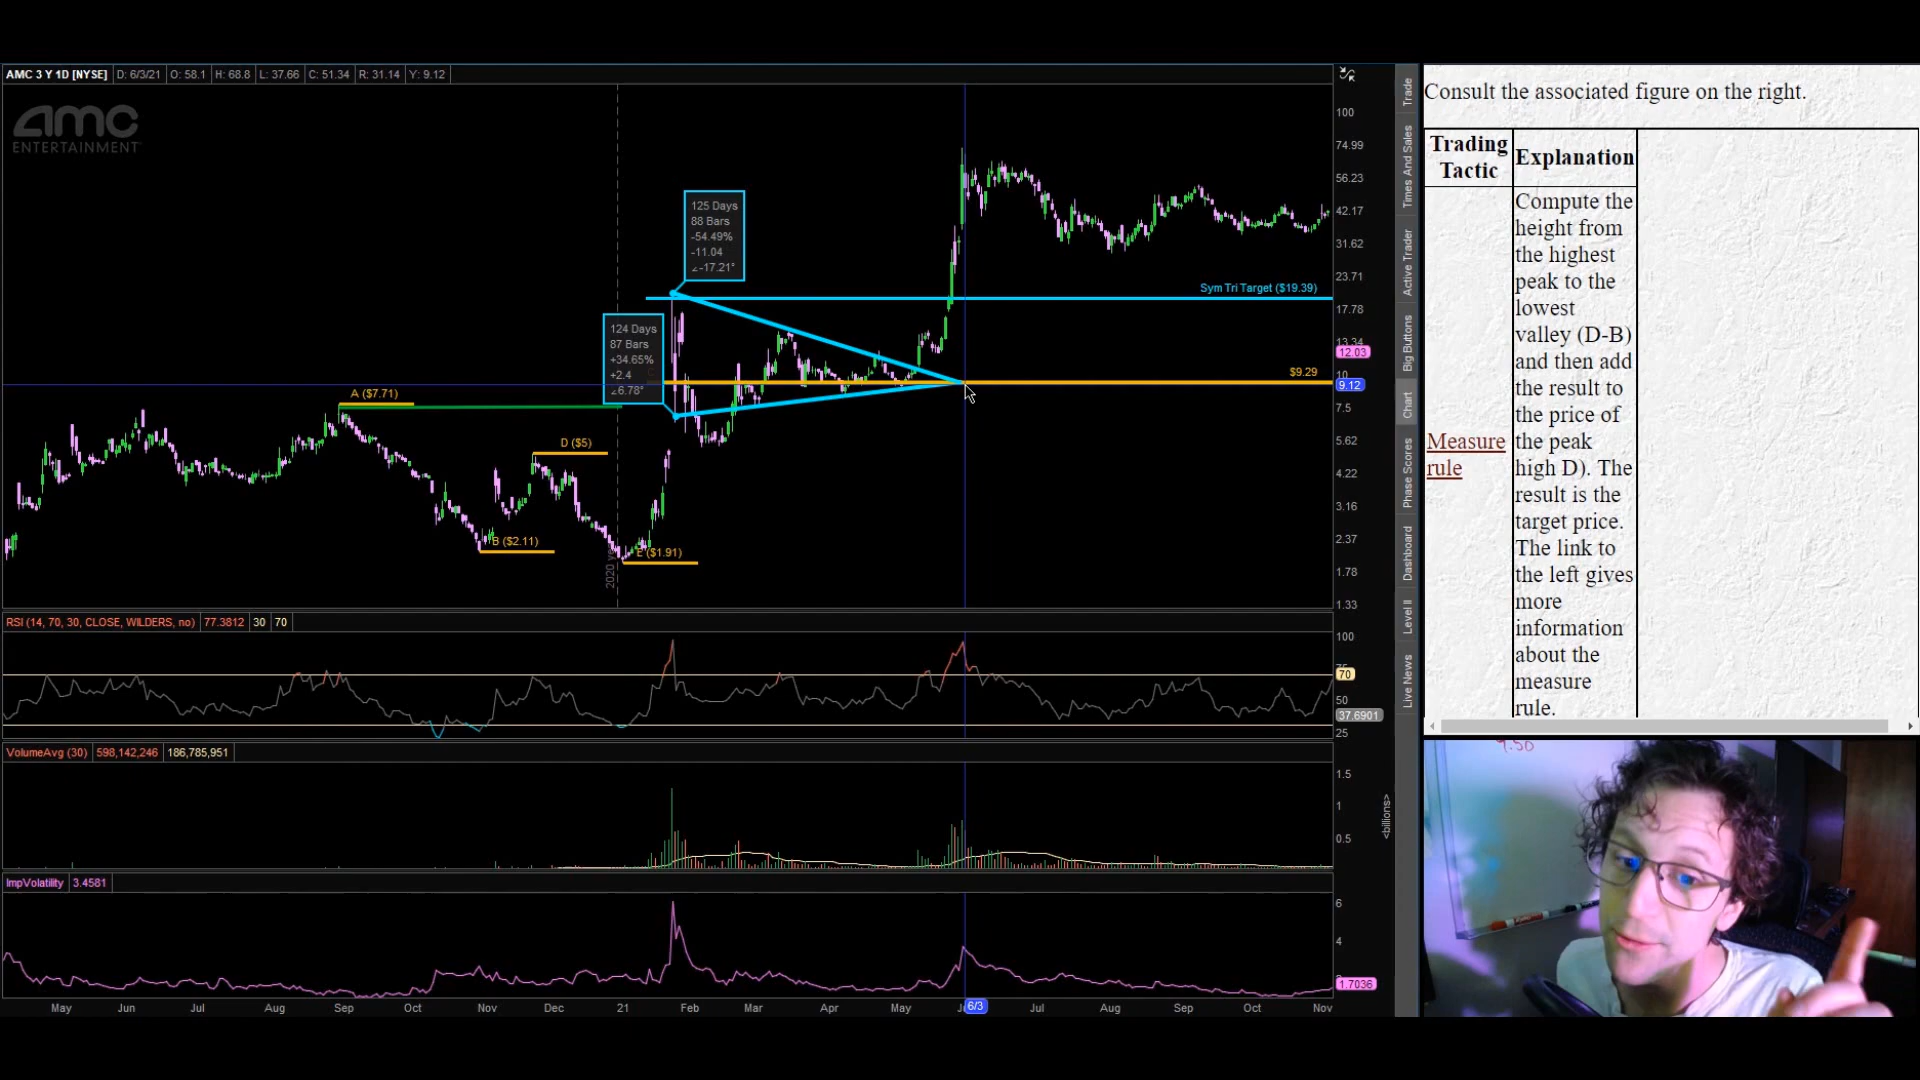 AMC 3 Y 1D [NYSE] D: 6/3/21 O: 58.1 H: 68.8 L: 37.66 C: 51.34 R: 31.14 Y: 9.12
amc
ENTERTAINMENT
125 Days
88 Bars
-54.49%
-11.04
∠-17.21°
124 Days
87 Bars
+34.65%
+2.4
∠6.78°
Sym Tri Target ($19.39)
$9.29
A ($7.71)
D ($5)
B ($2.11)
E ($1.91)
100
74.99
56.23
42.17
31.62
23.71
17.78
13.34
12.03
10
9.12
7.5
5.62
4.22
3.16
2.37
1.78
1.33
RSI (14, 70, 30, CLOSE, WILDERS, no) 77.3812 30 70
100
70
50
37.6901
25
VolumeAvg (30) 598,142,246 186,785,951
1.5
1
0.5
<billions>
ImpVolatility 3.4581
6
4
1.7036
May Jun Jul Aug Sep Oct Nov Dec 21 Feb Mar Apr May 6/3 Jul Aug Sep Oct Nov
Trade
Times And Sales
Active Trader
Big Buttons
Chart
Phase Scores
Dashboard
Level II
Live News
Consult the associated figure on the right.
Trading
Tactic
Explanation
Measure
rule
Compute the
height from
the highest
peak to the
lowest
valley (D-B)
and then add
the result to
the price of
the peak
high D). The
result is the
target price.
The link to
the left gives
more
information
about the
measure
rule.